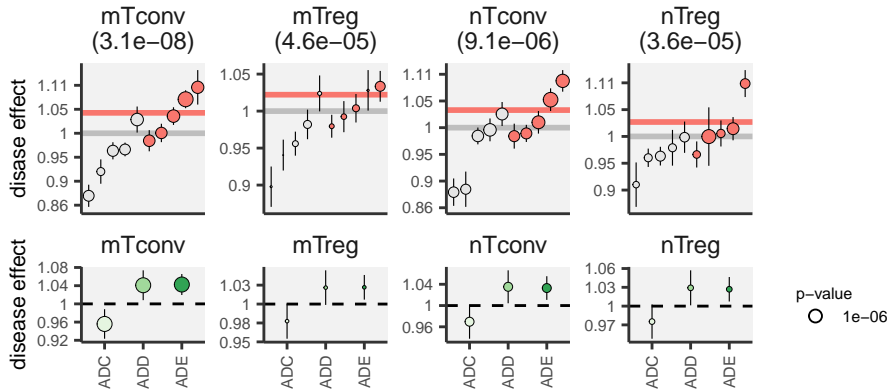 mTconv
(3.1e−08)
mTreg
(4.6e−05)
nTconv
(9.1e−06)
nTreg
(3.6e−05)
disase effect
1.11
1.05
1
0.95
0.9
0.86
1.05
1
0.9
1.11
1.05
1
0.95
0.9
0.86
1.11
1.05
1
0.95
0.9
mTconv
mTreg
nTconv
nTreg
disease effect
1.08
1.04
1
0.96
0.92
1.03
1
0.98
0.95
1.04
1
0.96
1.06
1.03
1
0.97
ADC
ADD
ADE
ADC
ADD
ADE
ADC
ADD
ADE
ADC
ADD
ADE
p-value
1e−06